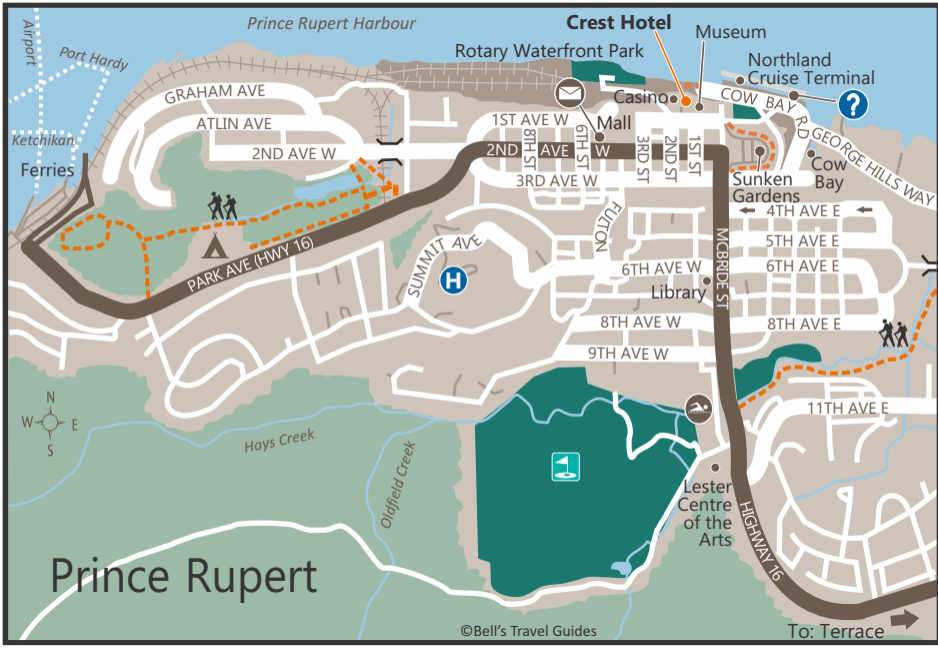 Prince Rupert Harbour
Crest Hotel
Museum
Airport
Port Hardy
Rotary Waterfront Park
Northland
Cruise Terminal
GRAHAM AVE
Casino
COW BAY RD
?
Ketchikan
ATLIN AVE
1ST AVE W
Mall
GEORGE HILLS WAY
Ferries
2ND AVE W
2ND AVE W
8RD ST
6TH ST
3RD ST
2ND ST
1ST ST
Cow
Bay
3RD AVE W
Sunken
Gardens
FULTON
4TH AVE E
MCBRIDE ST
5TH AVE E
SUMMIT AVE
PARK AVE (HWY 16)
H
6TH AVE W
6TH AVE E
Library
8TH AVE W
8TH AVE E
9TH AVE W
N
W
E
S
11TH AVE E
Hays Creek
Oldfield Creek
Lester
Centre
of the
Arts
HIGHWAY 16
Prince Rupert
©Bell's Travel Guides
To: Terrace